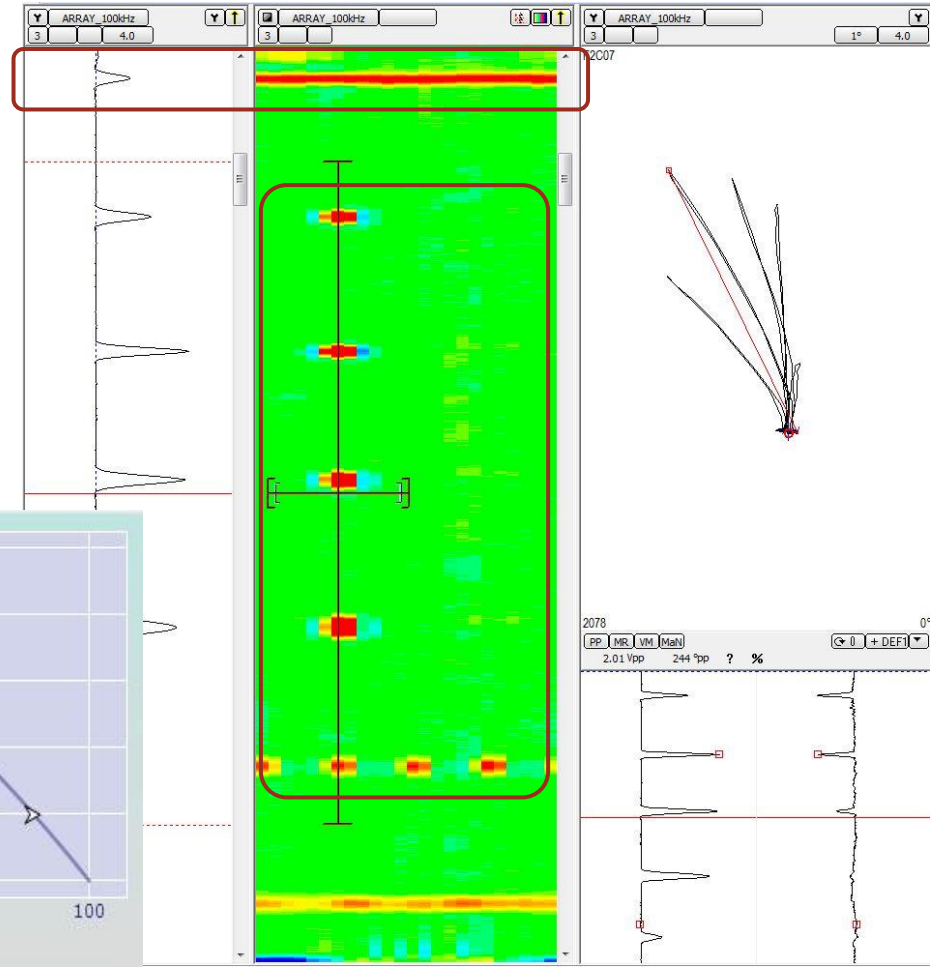 Y ARRAY_100kHz Y
3 4.0
ARRAY_100kHz
3
Y ARRAY_100kHz Y
3 1° 4.0
2078 0°
PP MR VM MaN 0 + DEF1
2.01 Vpp 244 °pp ? %
100